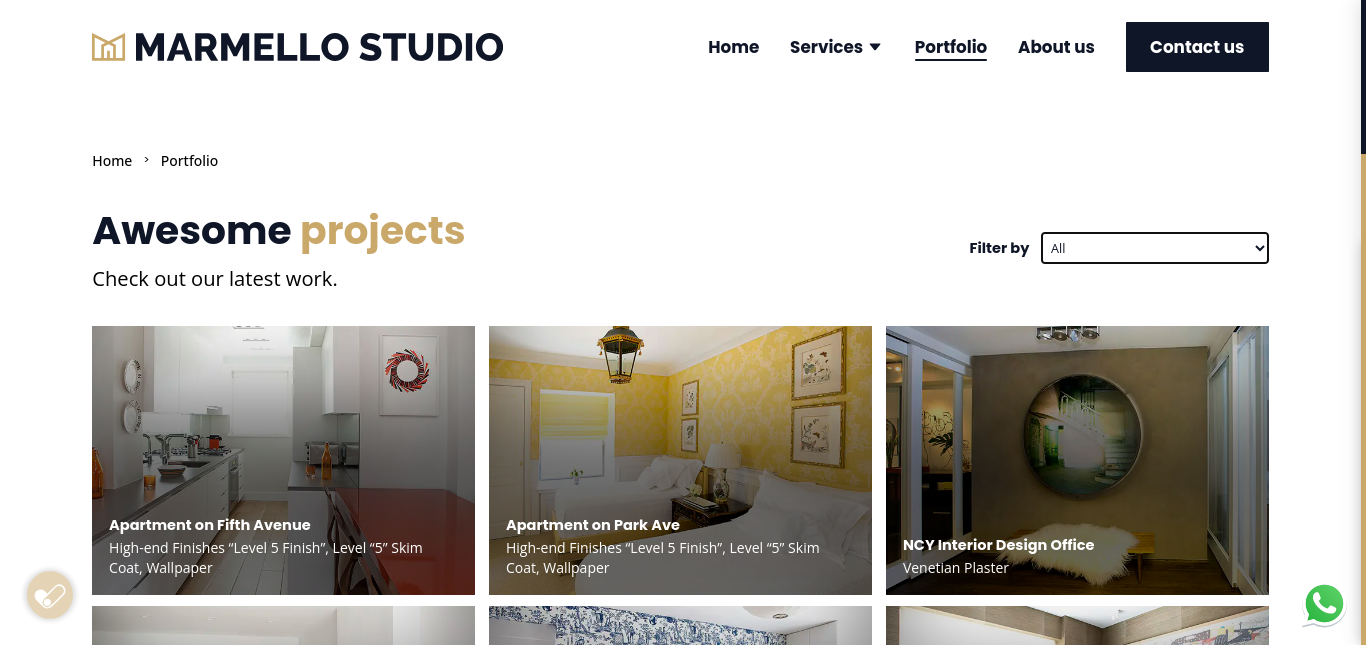 MARMELLO STUDIO
Home
Services
Portfolio
About us
Contact us
Home > Portfolio
Awesome projects
Check out our latest work.
Filter by
All
Apartment on Fifth Avenue
High-end Finishes “Level 5 Finish”, Level “5” Skim
Coat, Wallpaper
Apartment on Park Ave
High-end Finishes “Level 5 Finish”, Level “5” Skim
Coat, Wallpaper
NCY Interior Design Office
Venetian Plaster